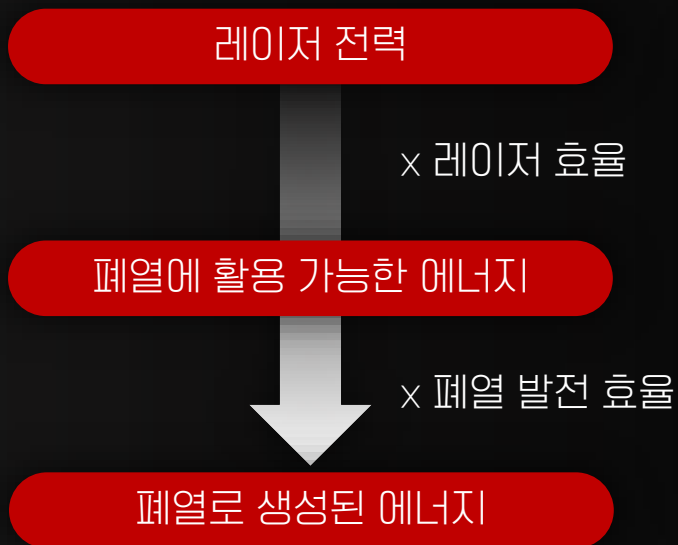 레이저 전력
x 레이저 효율
폐열에 활용 가능한 에너지
x 폐열 발전 효율
폐열로 생성된 에너지